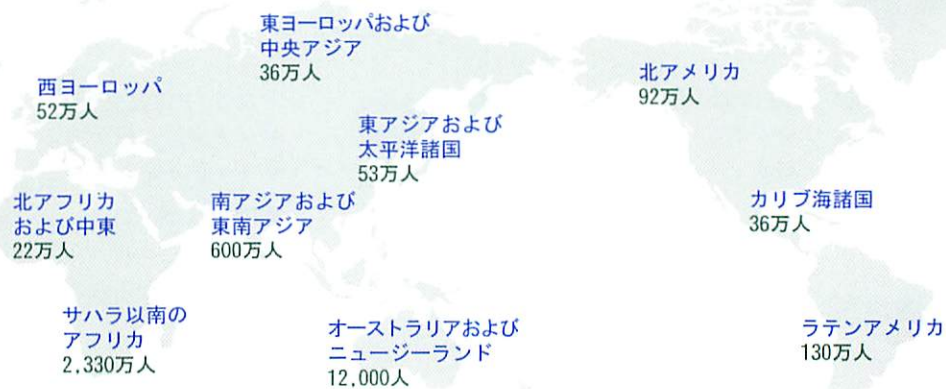 東ヨーロッパおよび
中央アジア
36万人
西ヨーロッパ
52万人
北アメリカ
92万人
東アジアおよび
太平洋諸国
53万人
北アフリカ
および中東
22万人
南アジアおよび
東南アジア
600万人
カリブ海諸国
36万人
サハラ以南の
アフリカ
2,330万人
オーストラリアおよび
ニュージーランド
12,000人
ラテンアメリカ
130万人